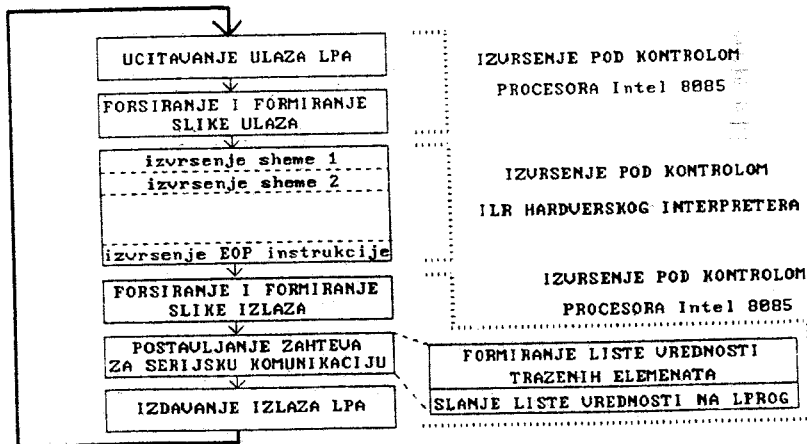 UCITAVANJE ULAZA LPA
FORSIRANJE I FORMIRANJE
SLIKE ULAZA
izvrsenje sheme 1
izvrsenje sheme 2
izvrsenje EOP instrukcije
FORSIRANJE I FORMIRANJE
SLIKE IZLAZA
POSTAVLJANJE ZAHTEVA
ZA SERIJSKU KOMUNIKACIJU
IZDAVANJE IZLAZA LPA
IZVRSENJE POD KONTROLOM
PROCESORA Intel 8085
IZVRSENJE POD KONTROLOM
ILR HARDVERSKOG INTERPRETERA
IZVRSENJE POD KONTROLOM
PROCESORA Intel 8085
FORMIRANJE LISTE VREDNOSTI
TRAZENIH ELEMENATA
SLANJE LISTE VREDNOSTI NA LPROG